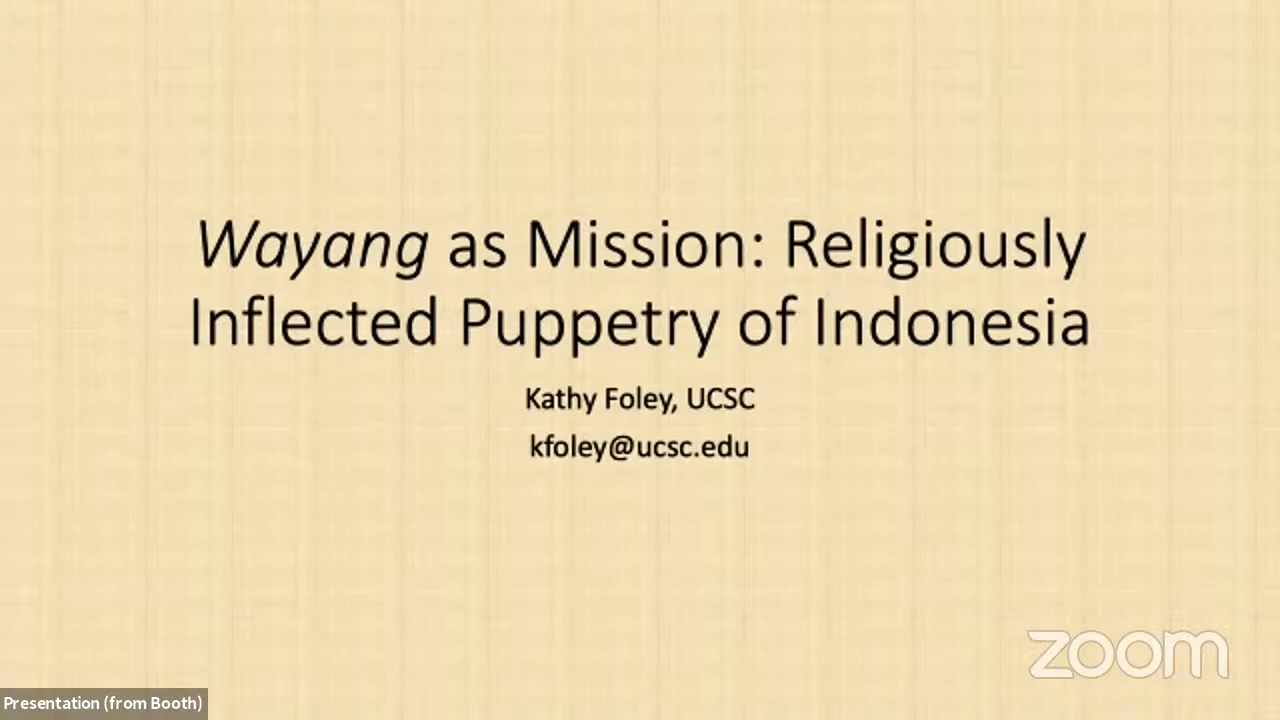 Wayang as Mission: Religiously
Inflected Puppetry of Indonesia
Kathy Foley, UCSC
kfoley@ucsc.edu
zoom
Presentation (from Booth)